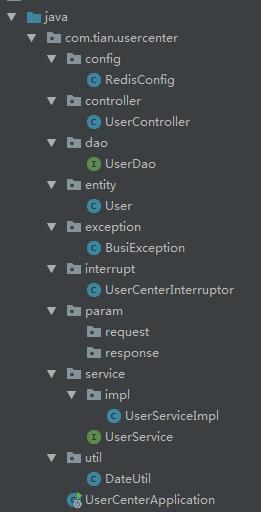 java
com.tian.usercenter
config
RedisConfig
controller
UserController
dao
UserDao
entity
User
exception
BusiException
interrupt
UserCenterInterruptor
param
request
response
service
impl
UserServiceImpl
UserService
util
DateUtil
UserCenterApplication